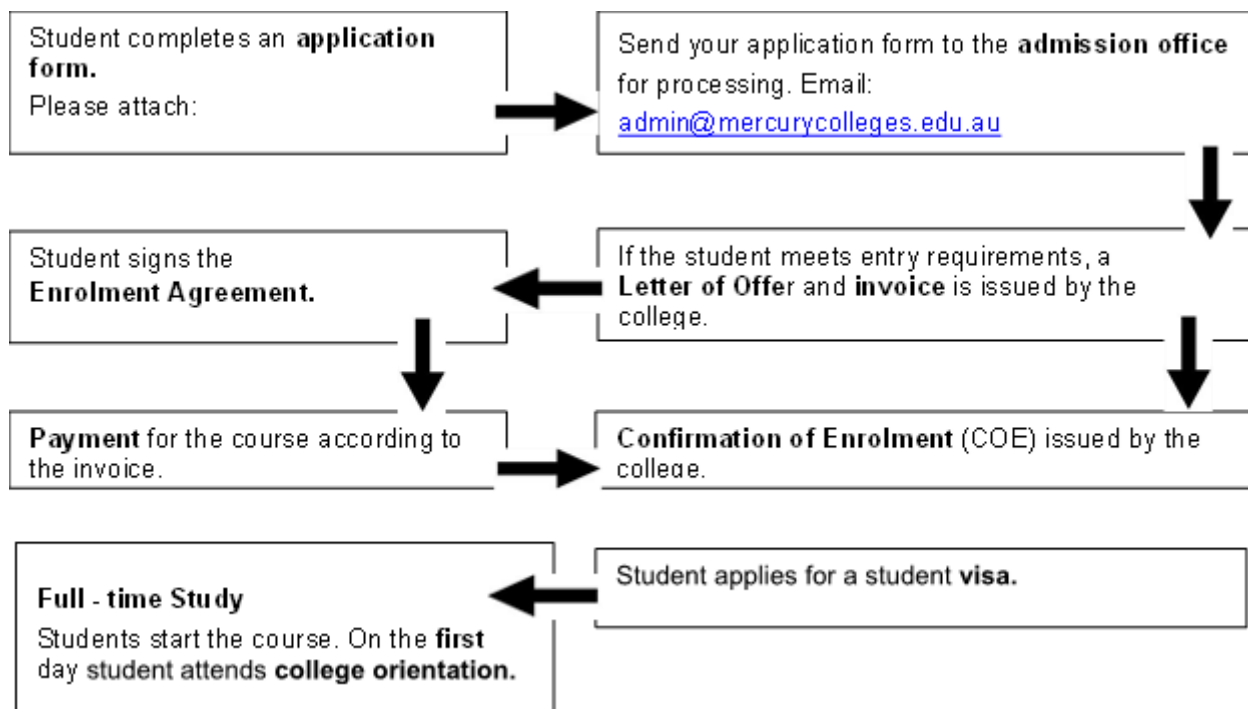 Student completes an application
form.
Please attach:
Send your application form to the admission office
for processing. Email:
admin@mercurycolleges.edu.au
If the student meets entry requirements, a
Letter of Offer and invoice is issued by the
college.
Student signs the
Enrolment Agreement.
Payment for the course according to
the invoice.
Confirmation of Enrolment (COE) issued by the
college.
Student applies for a student visa.
Full - time Study
Students start the course. On the first
day student attends college orientation.